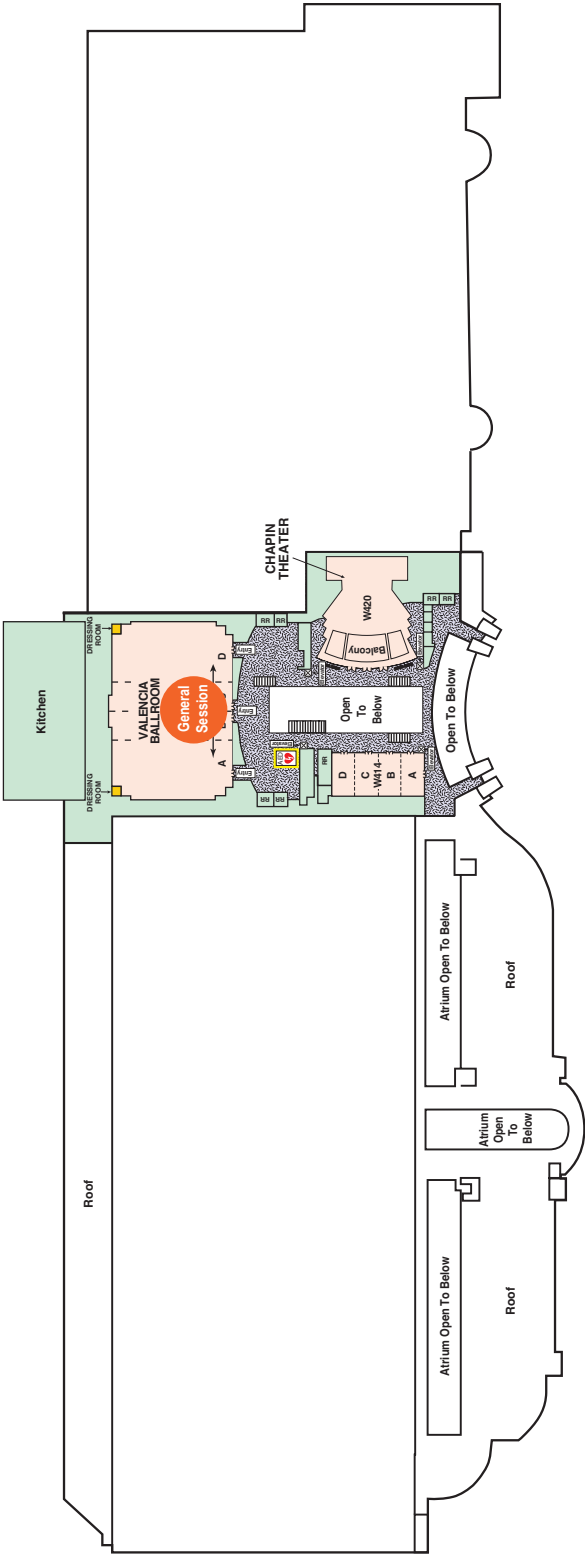 Kitchen
Roof
DRESSING
ROOM
DRESSING
ROOM
VALENCIA
BALLROOM
General
Session
A
D
Entry
Entry
Entry
RR
RR
RR
RR
Elevator
CHAPIN
THEATER
RR
Open
To
Below
D
C
W414
B
A
W420
Balcony
RR
RR
Open To Below
Atrium Open To Below
Atrium
Open
To
Below
Atrium Open To Below
Roof
Roof